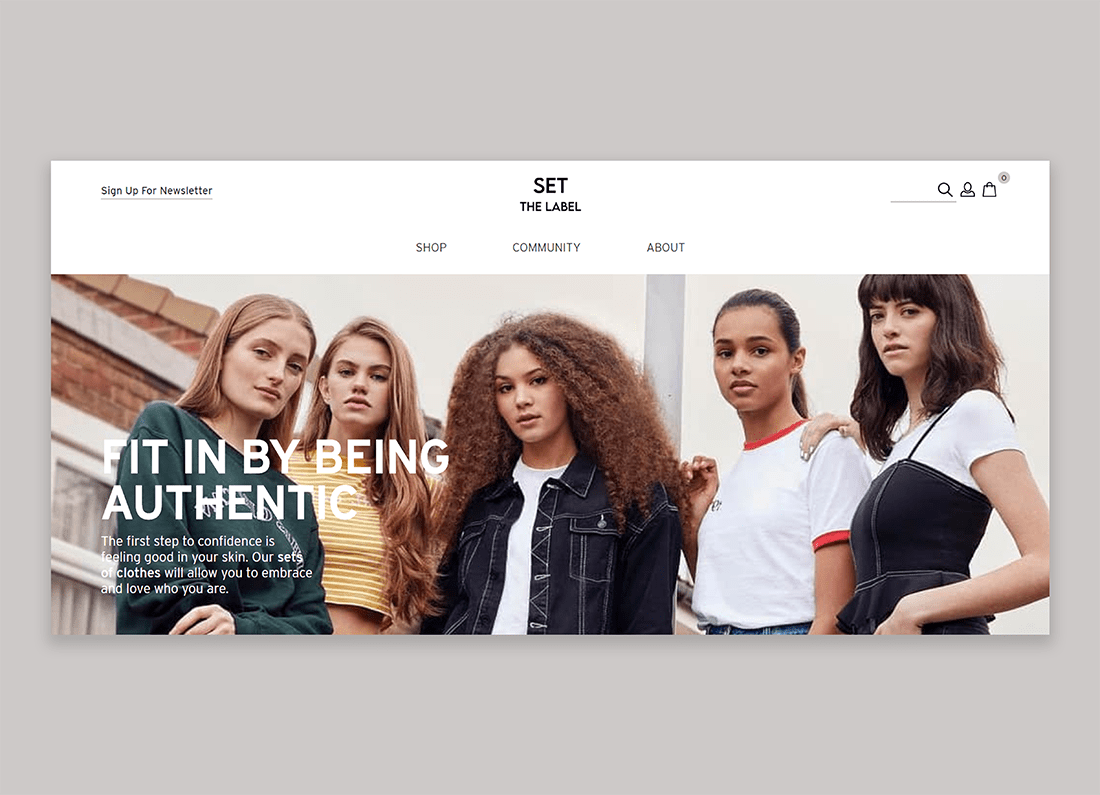 Sign Up For Newsletter
SET
THE LABEL
0
SHOP
COMMUNITY
ABOUT
FIT IN BY BEING
AUTHENTIC
The first step to confidence is
feeling good in your skin. Our sets
of clothes will allow you to embrace
and love who you are.